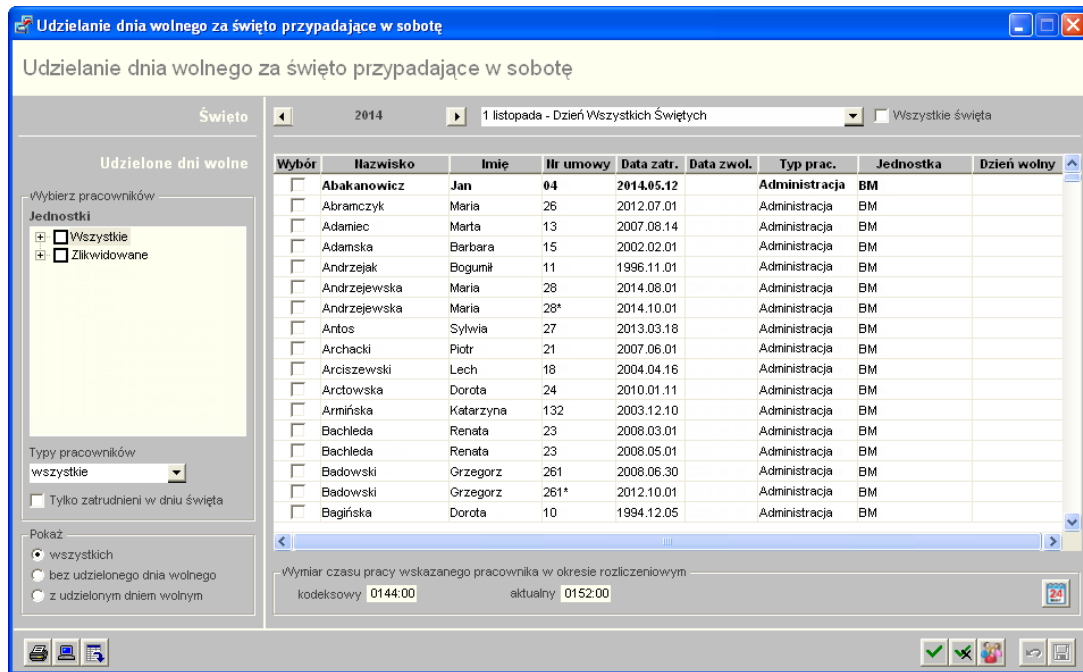 Udzielanie dnia wolnego za święto przypadające w sobotę
Udzielanie dnia wolnego za święto przypadające w sobotę
Święto
2014 1 listopada - Dzień Wszystkich Świętych Wszystkie święta
Udzielone dni wolne
Wybierz pracowników
Jednostki
Wszystkie
Zlikwidowane
Typy pracowników
wszystkie
Tylko zatrudnieni w dniu święta
Pokaż
wszystkich
bez udzielonego dnia wolnego
z udzielonym dniem wolnym
Wybór Nazwisko Imię Nr umowy Data zatr. Data zwol. Typ prac. Jednostka Dzień wolny
Abakanowicz Jan 04 2014.05.12 Administracja BM
Abramczyk Maria 26 2012.07.01 Administracja BM
Adamiec Marta 13 2007.08.14 Administracja BM
Adamska Barbara 15 2002.02.01 Administracja BM
Andrzejak Bogumił 11 1996.11.01 Administracja BM
Andrzejewska Maria 28 2014.08.01 Administracja BM
Andrzejewska Maria 28* 2014.10.01 Administracja BM
Antos Sylwia 27 2013.03.18 Administracja BM
Archacki Piotr 21 2007.06.01 Administracja BM
Arciszewski Lech 18 2004.04.16 Administracja BM
Arctowska Dorota 24 2010.01.11 Administracja BM
Armińska Katarzyna 132 2003.12.10 Administracja BM
Bachleda Renata 23 2008.03.01 Administracja BM
Bachleda Renata 23 2008.05.01 Administracja BM
Badowski Grzegorz 261 2008.06.30 Administracja BM
Badowski Grzegorz 261* 2012.10.01 Administracja BM
Bagińska Dorota 10 1994.12.05 Administracja BM
Wymiar czasu pracy wskazanego pracownika w okresie rozliczeniowym
kodeksowy 0144:00 aktualny 0152:00
24